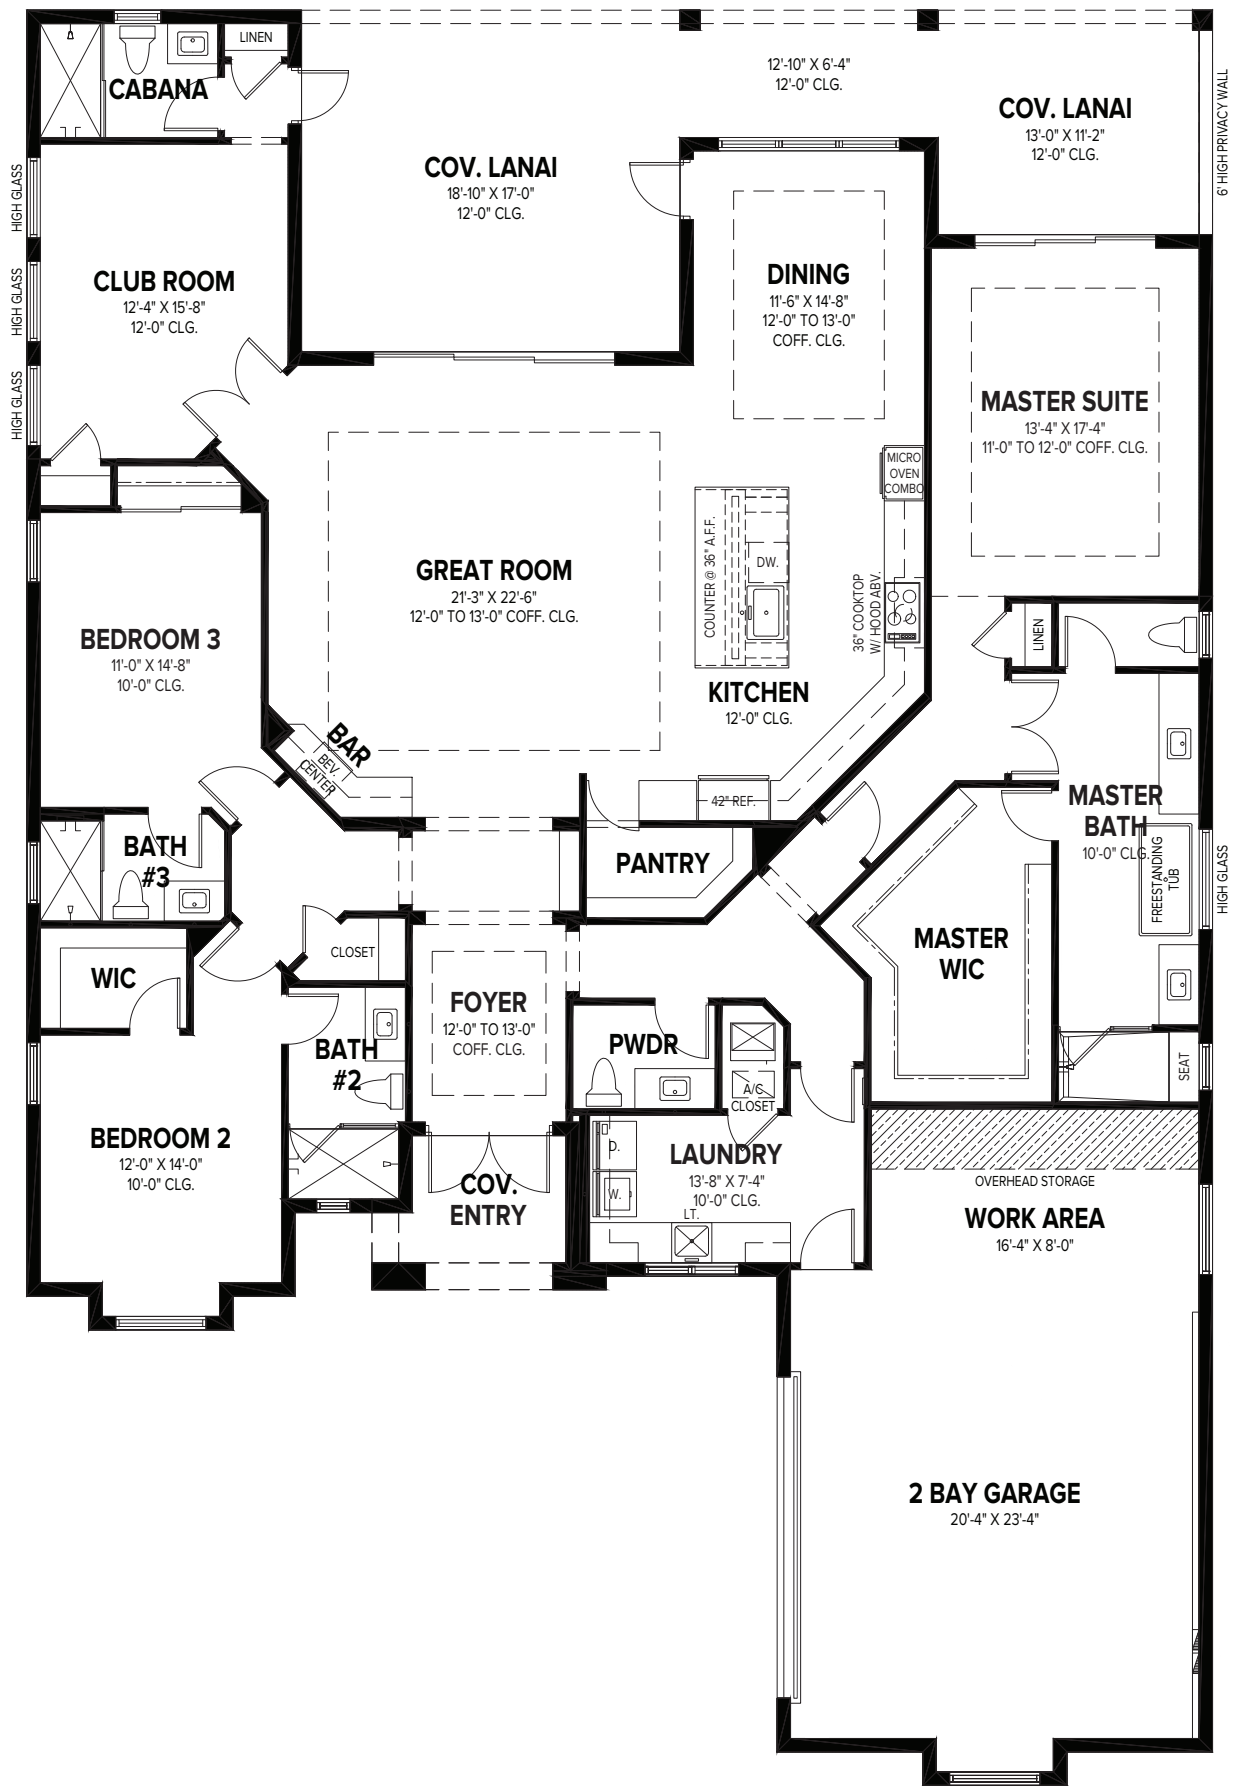 LINEN
CABANA
12'-10" X 6'-4"
12'-0" CLG.
COV. LANAI
13'-0" X 11'-2"
12'-0" CLG.
6' HIGH PRIVACY WALL
COV. LANAI
18'-10" X 17'-0"
12'-0" CLG.
HIGH GLASS
HIGH GLASS
HIGH GLASS
CLUB ROOM
12'-4" X 15'-8"
12'-0" CLG.
DINING
11'-6" X 14'-8"
12'-0" TO 13'-0"
COFF. CLG.
MASTER SUITE
13'-4" X 17'-4"
11'-0" TO 12'-0" COFF. CLG.
MICRO
OVEN
COMBO
GREAT ROOM
21'-3" X 22'-6"
12'-0" TO 13'-0" COFF. CLG.
COUNTER @ 36" A.F.F.
DW.
36" COOKTOP
W/ HOOD ABV.
KITCHEN
12'-0" CLG.
LINEN
BEDROOM 3
11'-0" X 14'-8"
10'-0" CLG.
BAR
BEV.
CENTER
42" REF.
PANTRY
MASTER
BATH
10'-0" CLG.
FREESTANDING
TUB
HIGH GLASS
BATH
#3
WIC
CLOSET
MASTER
WIC
FOYER
12'-0" TO 13'-0"
COFF. CLG.
BATH
#2
PWDR
A/C
CLOSET
SEAT
BEDROOM 2
12'-0" X 14'-0"
10'-0" CLG.
COV.
ENTRY
D.
W.
LAUNDRY
13'-8" X 7'-4"
10'-0" CLG.
LT.
OVERHEAD STORAGE
WORK AREA
16'-4" X 8'-0"
2 BAY GARAGE
20'-4" X 23'-4"